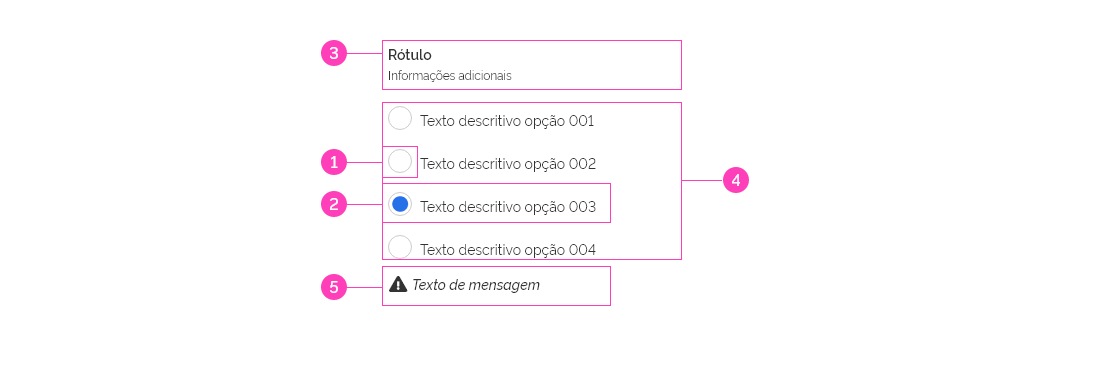 3
Rótulo
Informações adicionais
Texto descritivo opção 001
1
Texto descritivo opção 002
4
2
Texto descritivo opção 003
Texto descritivo opção 004
5
Texto de mensagem